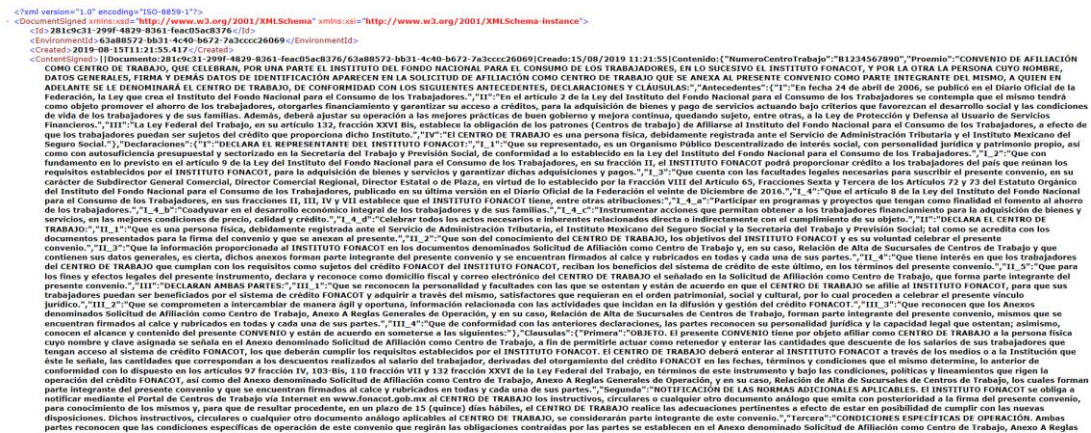 <?xml version="1.0" encoding="ISO-8859-1"?>
- <DocumentSigned xmlns:xsd="http://www.w3.org/2001/XMLSchema" xmlns:xsi="http://www.w3.org/2001/XMLSchema-instance">
<Id>281c9c31-299f-4829-8361-feac05ac8376</Id>
<EnvironmentId>63a88572-bb31-4c40-b672-7a3cccc26069</EnvironmentId>
<Created>2019-08-15T11:21:55.417</Created>
<ContentSigned>||Documento:281c9c31-299f-4829-8361-feac05ac8376/63a88572-bb31-4c40-b672-7a3cccc26069|Creado:15/08/2019 11:21:55|Contenido:{"NumeroCentroTrabajo":"B1234567890","Proemio":"CONVENIO DE AFILIACIÓN
COMO CENTRO DE TRABAJO, QUE CELEBRAN, POR UNA PARTE EL INSTITUTO DEL FONDO NACIONAL PARA EL CONSUMO DE LOS TRABAJADORES, EN LO SUCESIVO EL INSTITUTO FONACOT, Y POR LA OTRA LA PERSONA CUYO NOMBRE,
DATOS GENERALES, FIRMA Y DEMÁS DATOS DE IDENTIFICACIÓN APARECEN EN LA SOLICITUD DE AFILIACIÓN COMO CENTRO DE TRABAJO QUE SE ANEXA AL PRESENTE CONVENIO COMO PARTE INTEGRANTE DEL MISMO, A QUIEN EN
ADELANTE SE LE DENOMINARÁ EL CENTRO DE TRABAJO, DE CONFORMIDAD CON LOS SIGUIENTES ANTECEDENTES, DECLARACIONES Y CLÁUSULAS:","Antecedentes":{"I":"En fecha 24 de abril de 2006, se publicó en el Diario Oficial de la
Federación, la Ley que crea el Instituto del Fondo Nacional para el Consumo de los Trabajadores.","II":"En el artículo 2 de la Ley del Instituto del Fondo Nacional para el Consumo de los Trabajadores se contempla que el mismo tendrá
como objeto promover el ahorro de los trabajadores, otorgarles financiamiento y garantizar su acceso a créditos, para la adquisición de bienes y pago de servicios actuando bajo criterios que favorezcan el desarrollo social y las condiciones
de vida de los trabajadores y de sus familias. Además, deberá ajustar su operación a las mejores prácticas de buen gobierno y mejora continua, quedando sujeto, entre otras, a la Ley de Protección y Defensa al Usuario de Servicios
Financieros.","III":"La Ley Federal del Trabajo, en su artículo 132, fracción XXVI Bis, establece la obligación de los patrones (Centros de trabajo) de Afiliarse al Instituto del Fondo Nacional para el Consumo de los Trabajadores, a efecto de
que los trabajadores puedan ser sujetos del crédito que proporciona dicho Instituto.","IV":"El CENTRO DE TRABAJO es una persona física, debidamente registrada ante el Servicio de Administración Tributaria y el Instituto Mexicano del
Seguro Social."},"Declaraciones":{"I":"DECLARA EL REPRESENTANTE DEL INSTITUTO FONACOT:","I_1":"Que su representado, es un Organismo Público Descentralizado de interés social, con personalidad jurídica y patrimonio propio, así
como con autosuficiencia presupuestal y sectorizado en la Secretaría del Trabajo y Previsión Social, de conformidad a lo establecido en la Ley del Instituto del Fondo Nacional para el Consumo de los Trabajadores.","I_2":"Que con
fundamento en lo previsto en el artículo 9 de la Ley del Instituto del Fondo Nacional para el Consumo de los Trabajadores, en su fracción II, el INSTITUTO FONACOT podrá proporcionar crédito a los trabajadores del país que reúnan los
requisitos establecidos por el INSTITUTO FONACOT, para la adquisición de bienes y servicios y garantizar dichas adquisiciones y pagos.","I_3":"Que cuenta con las facultades legales necesarias para suscribir el presente convenio, en su
carácter de Subdirector General Comercial, Director Comercial Regional, Director Estatal o de Plaza, en virtud de lo establecido por la Fracción VIII del Artículo 65, Fracciones Sexta y Tercera de los Artículos 72 y 73 del Estatuto Orgánico
del Instituto del Fondo Nacional para el Consumo de los Trabajadores, publicado en su última versión en el Diario Oficial de la Federación el veinte de Diciembre de 2016.","I_4":"Que el artículo 8 de la Ley del Instituto del Fondo Nacional
para el Consumo de los Trabajadores, en sus fracciones II, III, IV y VII establece que el INSTITUTO FONACOT tiene, entre otras atribuciones:","I_4_a":"Participar en programas y proyectos que tengan como finalidad el fomento al ahorro
de los trabajadores.","I_4_b":"Coadyuvar en el desarrollo económico integral de los trabajadores y de sus familias.","I_4_c":"Instrumentar acciones que permitan obtener a los trabajadores financiamiento para la adquisición de bienes y
servicios, en las mejores condiciones de precio, calidad y crédito.","I_4_d":"Celebrar todos los actos necesarios e inherentes relacionados directa o indirectamente con el cumplimiento de su objeto.","II":"DECLARA EL CENTRO DE
TRABAJO:","II_1":"Que es una persona física, debidamente registrada ante el Servicio de Administración Tributaria, el Instituto Mexicano del Seguro Social y la Secretaría del Trabajo y Previsión Social; tal como se acredita con los
documentos presentados para la firma del convenio y que se anexan al presente.","II_2":"Que son del conocimiento del CENTRO DE TRABAJO, los objetivos del INSTITUTO FONACOT y es su voluntad celebrar el presente
convenio.","II_3":"Que la información proporcionada al INSTITUTO FONACOT en los documentos denominados Solicitud de Afiliación como Centro de Trabajo y, en su caso, Relación de Alta de Sucursales de Centros de Trabajo y que
contienen sus datos generales, es cierta, dichos anexos forman parte integrante del presente convenio y se encuentran firmados al calce y rubricados en todas y cada una de sus partes.","II_4":"Que tiene interés en que los trabajadores
del CENTRO DE TRABAJO que cumplan con los requisitos como sujetos del crédito FONACOT del INSTITUTO FONACOT, reciban los beneficios del sistema de crédito de este último, en los términos del presente convenio.","II_5":"Que para
los fines y efectos legales del presente instrumento, declara y reconoce como domicilio fiscal y correo electrónico del CENTRO DE TRABAJO el señalado en la Solicitud de Afiliación como Centro de Trabajo, que forma parte integrante del
presente convenio.","III":"DECLARAN AMBAS PARTES:","III_1":"Que se reconocen la personalidad y facultades con las que se ostentan y están de acuerdo en que el CENTRO DE TRABAJO se afilie al INSTITUTO FONACOT, para que sus
trabajadores puedan ser beneficiados por el sistema de crédito FONACOT y adquirir a través del mismo, satisfactores que requieran en el orden patrimonial, social y cultural, por lo cual proceden a celebrar el presente vínculo
jurídico.","III_2":"Que se comprometen a intercambiar de manera ágil y oportuna, información relacionada con las actividades que incidan en la difusión y gestión del crédito FONACOT.","III_3":"Que reconocen que los Anexos
denominados Solicitud de Afiliación como Centro de Trabajo, Anexo A Reglas Generales de Operación, y en su caso, Relación de Alta de Sucursales de Centros de Trabajo, forman parte integrante del presente convenio, mismos que se
encuentran firmados al calce y rubricados en todas y cada una de sus partes.","III_4":"Que de conformidad con las anteriores declaraciones, las partes reconocen su personalidad jurídica y la capacidad legal que ostentan; asimismo,
conocen el alcance y contenido del presente CONVENIO y están de acuerdo en someterse a las siguientes:"},"Clausulas":{"Primera":"OBJETO. El presente CONVENIO tiene por objeto afiliar como CENTRO DE TRABAJO a la persona física
cuyo nombre y clave asignada se señala en el Anexo denominado Solicitud de Afiliación como Centro de Trabajo, a fin de permitirle actuar como retenedor y enterar las cantidades que descuente de los salarios de sus trabajadores que
tengan acceso al sistema de crédito FONACOT, los que deberán cumplir los requisitos establecidos por el INSTITUTO FONACOT. El CENTRO DE TRABAJO deberá enterar al INSTITUTO FONACOT a través de los medios o a la Institución que
éste le señale, las cantidades que correspondan a los descuentos realizados al salario del trabajador, derivadas del otorgamiento del crédito FONACOT en las fechas, términos y condiciones que el mismo determine, lo anterior de
conformidad con lo dispuesto en los artículos 97 fracción IV, 103-Bis, 110 fracción VII y 132 fracción XXVI de la Ley Federal del Trabajo, en términos de este instrumento y bajo las condiciones, políticas y lineamientos que rigen la
operación del crédito FONACOT, así como del Anexo denominado Solicitud de Afiliación como Centro de Trabajo, Anexo A Reglas Generales de Operación, y en su caso, Relación de Alta de Sucursales de Centros de Trabajo, los cuales forman
parte integrante del presente convenio y que se encuentran firmados al calce y rubricados en todas y cada una de sus partes.","Segunda":"NOTIFICACIÓN DE LAS NORMAS ADICIONALES APLICABLES. El INSTITUTO FONACOT se obliga a
notificar mediante el Portal de Centros de Trabajo vía Internet en www.fonacot.gob.mx al CENTRO DE TRABAJO los instructivos, circulares o cualquier otro documento análogo que emita con posterioridad a la firma del presente convenio,
para conocimiento de los mismos y, para que de resultar procedente, en un plazo de 15 (quince) días hábiles, el CENTRO DE TRABAJO realice las adecuaciones pertinentes a efecto de estar en posibilidad de cumplir con las nuevas
disposiciones. Dichos instructivos, circulares o cualquier otro documento análogo aplicables al CENTRO DE TRABAJO, se considerarán parte integrante de este convenio.","Tercera":"CONDICIONES ESPECÍFICAS DE OPERACIÓN. Ambas
partes reconocen que las condiciones específicas de operación de este convenio que regirán las obligaciones contraídas por las partes se establecen en el Anexo denominado Solicitud de Afiliación como Centro de Trabajo, Anexo A Reglas